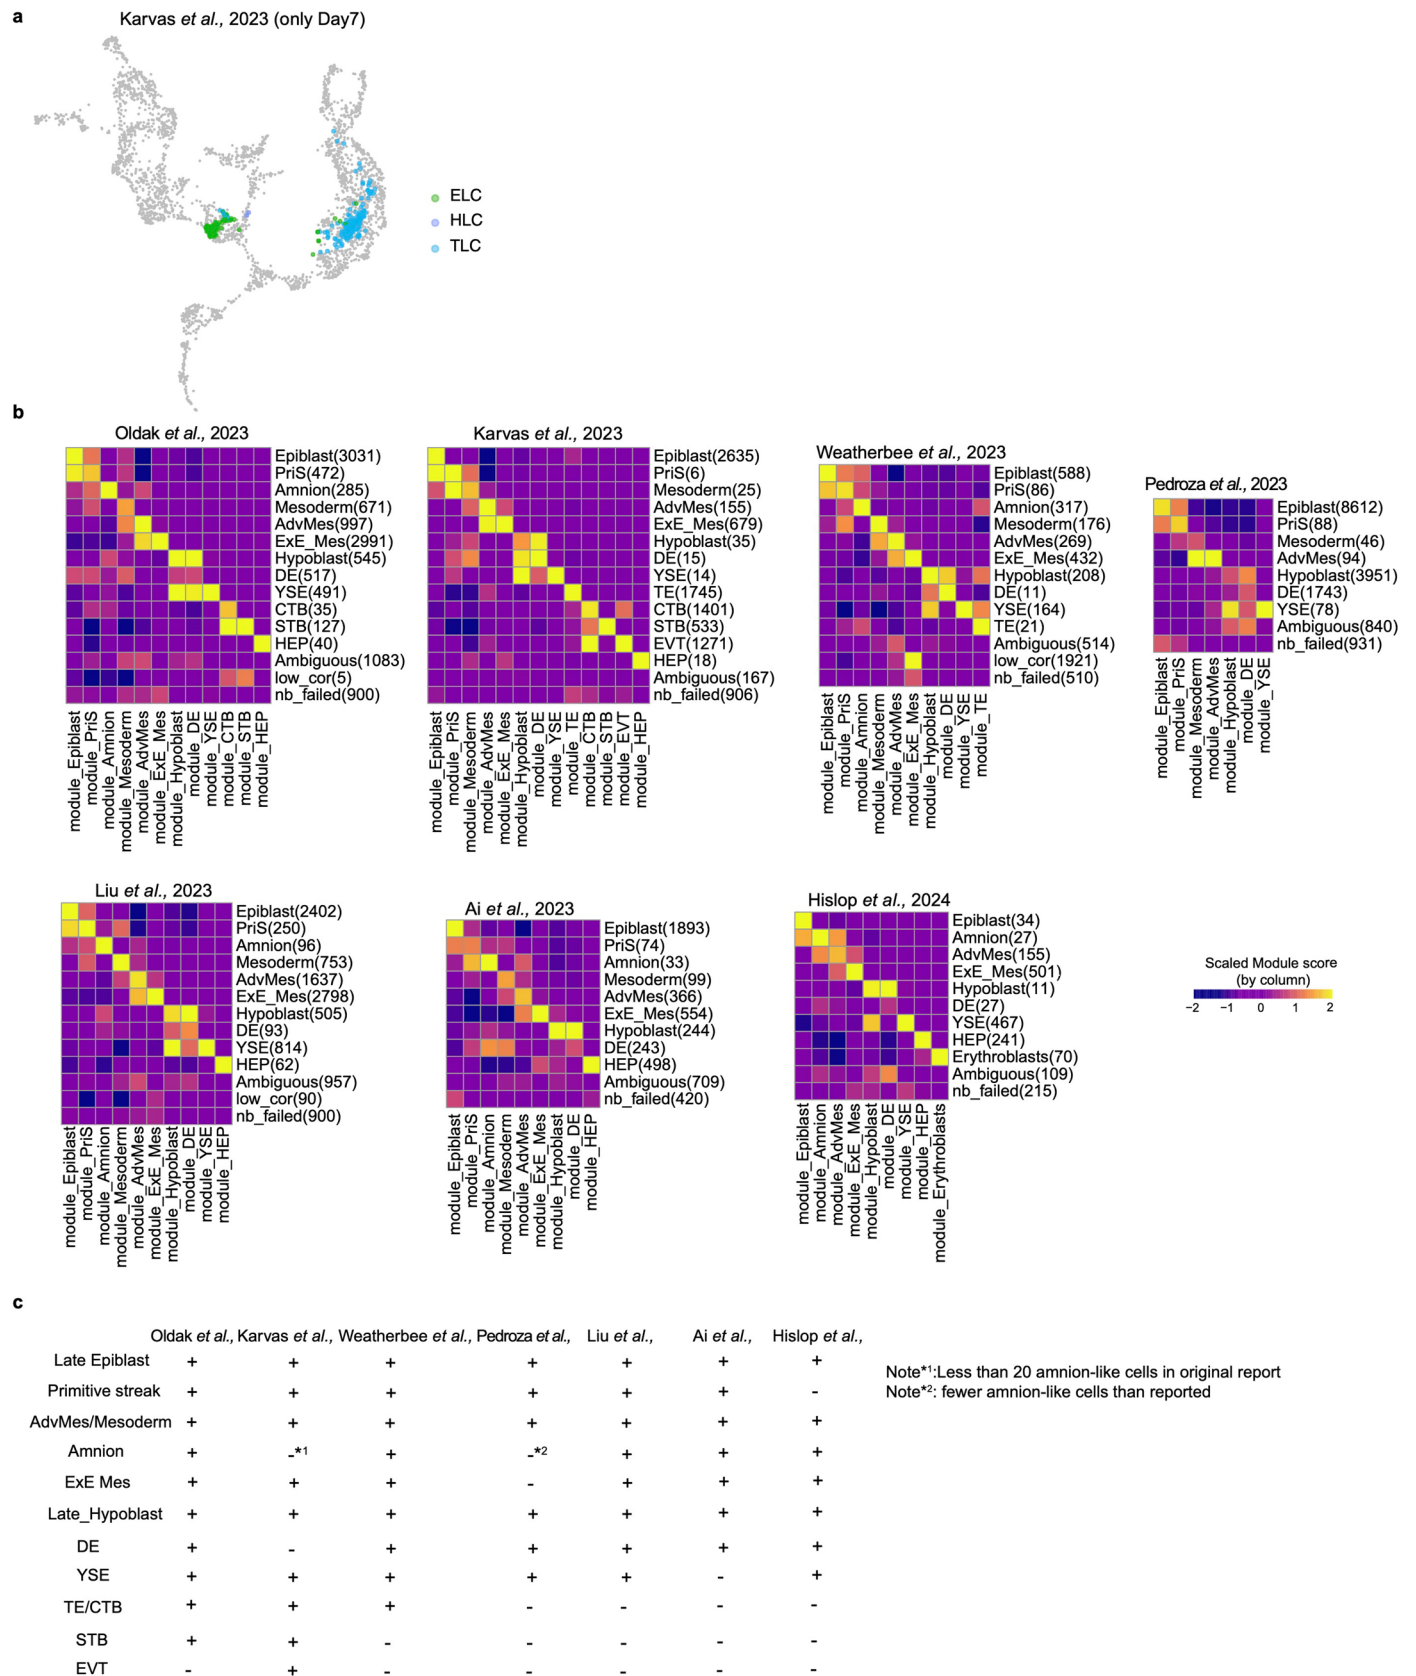 a
Karvas et al., 2023 (only Day7)
ELC
HLC
TLC
b
Oldak et al., 2023
Epiblast(3031)
PriS(472)
Amnion(285)
Mesoderm(671)
AdvMes(997)
ExE_Mes(2991)
Hypoblast(545)
DE(517)
YSE(491)
CTB(35)
STB(127)
HEP(40)
Ambiguous(1083)
low_cor(5)
nb_failed(900)
module_Epiblast
module_PriS
module_Amnion
module_Mesoderm
module_AdvMes
module_ExE_Mes
module_Hypoblast
module_DE
module_YSE
module_CTB
module_STB
module_HEP
Karvas et al., 2023
Epiblast(2635)
PriS(6)
Mesoderm(25)
AdvMes(155)
ExE_Mes(679)
Hypoblast(35)
DE(15)
YSE(14)
TE(1745)
CTB(1401)
STB(533)
EVT(1271)
HEP(18)
Ambiguous(167)
nb_failed(906)
module_Epiblast
module_PriS
module_Mesoderm
module_AdvMes
module_ExE_Mes
module_Hypoblast
module_DE
module_YSE
module_TE
module_CTB
module_STB
module_EVT
module_HEP
Weatherbee et al., 2023
Epiblast(588)
PriS(86)
Amnion(317)
Mesoderm(176)
AdvMes(269)
ExE_Mes(432)
Hypoblast(208)
DE(11)
YSE(164)
TE(21)
Ambiguous(514)
low_cor(1921)
nb_failed(510)
module_Epiblast
module_PriS
module_Amnion
module_Mesoderm
module_AdvMes
module_ExE_Mes
module_Hypoblast
module_DE
module_YSE
module_TE
Pedroza et al., 2023
Epiblast(8612)
PriS(88)
Mesoderm(46)
AdvMes(94)
Hypoblast(3951)
DE(1743)
YSE(78)
Ambiguous(840)
nb_failed(931)
module_Epiblast
module_PriS
module_Mesoderm
module_AdvMes
module_Hypoblast
module_DE
module_YSE
Liu et al., 2023
Epiblast(2402)
PriS(250)
Amnion(96)
Mesoderm(753)
AdvMes(1637)
ExE_Mes(2798)
Hypoblast(505)
DE(93)
YSE(814)
HEP(62)
Ambiguous(957)
low_cor(90)
nb_failed(900)
module_Epiblast
module_PriS
module_Amnion
module_Mesoderm
module_AdvMes
module_ExE_Mes
module_Hypoblast
module_DE
module_YSE
module_HEP
Ai et al., 2023
Epiblast(1893)
PriS(74)
Amnion(33)
Mesoderm(99)
AdvMes(366)
ExE_Mes(554)
Hypoblast(244)
DE(243)
HEP(498)
Ambiguous(709)
nb_failed(420)
module_Epiblast
module_PriS
module_Amnion
module_Mesoderm
module_AdvMes
module_ExE_Mes
module_Hypoblast
module_DE
module_HEP
Hislop et al., 2024
Epiblast(34)
Amnion(27)
AdvMes(155)
ExE_Mes(501)
Hypoblast(11)
DE(27)
YSE(467)
HEP(241)
Erythroblasts(70)
Ambiguous(109)
nb_failed(215)
module_Epiblast
module_Amnion
module_AdvMes
module_ExE_Mes
module_Hypoblast
module_DE
module_YSE
module_HEP
module_Erythroblasts
Scaled Module score
(by column)
−2 −1 0 1 2
c
Oldak et al., Karvas et al., Weatherbee et al., Pedroza et al., Liu et al., Ai et al., Hislop et al.,
Late Epiblast + + + + + + +
Primitive streak + + + + + + -
AdvMes/Mesoderm + + + + + + +
Amnion + -*1 + -*2 + + +
ExE Mes + + + - + + +
Late_Hypoblast + + + + + + +
DE + - + + + + +
YSE + + + + + - +
TE/CTB + + + - - - -
STB + + - - - - -
EVT - + - - - - -
Note*1:Less than 20 amnion-like cells in original report
Note*2: fewer amnion-like cells than reported